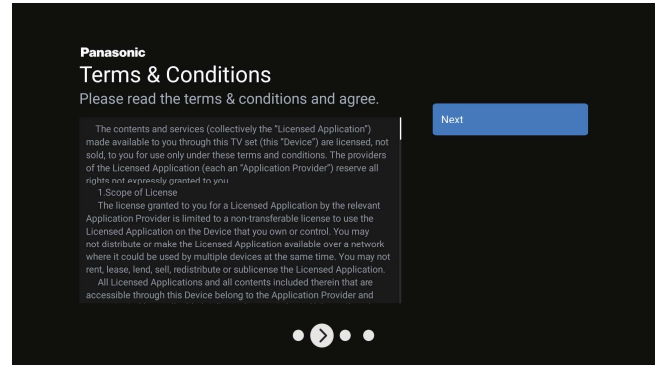 Panasonic
Terms & Conditions
Please read the terms & conditions and agree.
The contents and services (collectively the "Licensed Application")
made available to you through this TV set (this "Device") are licensed, not
sold, to you for use only under these terms and conditions. The providers
of the Licensed Application (each an "Application Provider") reserve all
rights not expressly granted to you
1.Scope of License
The license granted to you for a Licensed Application by the relevant
Application Provider is limited to a non-transferable license to use the
Licensed Application on the Device that you own or control. You may
not distribute or make the Licensed Application available over a network
where it could be used by multiple devices at the same time. You may not
rent, lease, lend, sell, redistribute or sublicense the Licensed Application.
All Licensed Applications and all contents included therein that are
accessible through this Device belong to the Application Provider and
Next